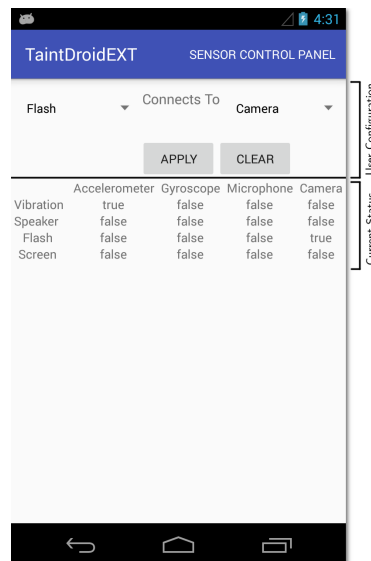 4:31
TaintDroidEXT SENSOR CONTROL PANEL
Flash Connects To Camera
APPLY CLEAR
Accelerometer Gyroscope Microphone Camera
Vibration true false false false
Speaker false false false false
Flash false false false true
Screen false false false false
User Configuration
Current Status